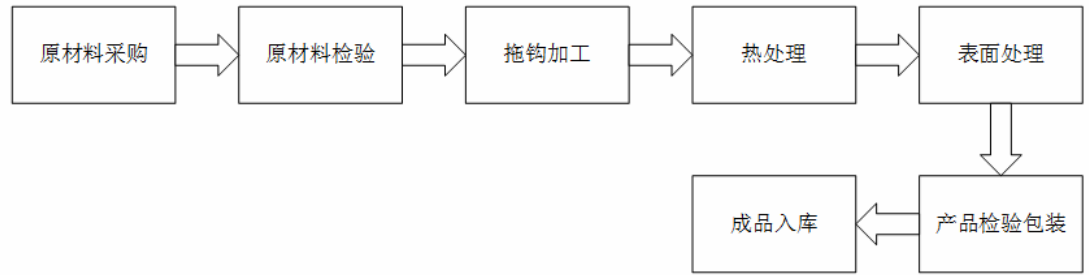 原材料采购
原材料检验
拖钩加工
热处理
表面处理
产品检验包装
成品入库